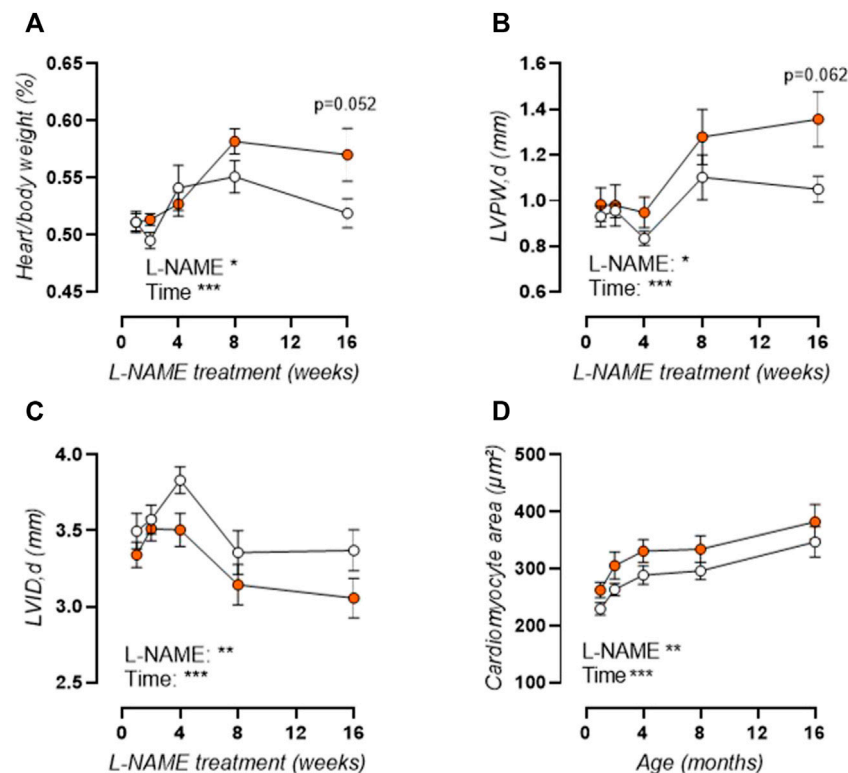 A
Heart/body weight (%)
0.65
0.60
0.55
0.50
0.45
p=0.052
L-NAME *
Time ***
0 4 8 12 16
L-NAME treatment (weeks)
B
LVPW,d (mm)
1.6
1.4
1.2
1.0
0.8
0.6
p=0.062
L-NAME: *
Time: ***
0 4 8 12 16
L-NAME treatment (weeks)
C
LVID,d (mm)
4.0
3.5
3.0
2.5
L-NAME: **
Time: ***
0 4 8 12 16
L-NAME treatment (weeks)
D
Cardiomyocyte area (µm²)
500
400
300
200
100
L-NAME **
Time ***
0 4 8 12 16
Age (months)